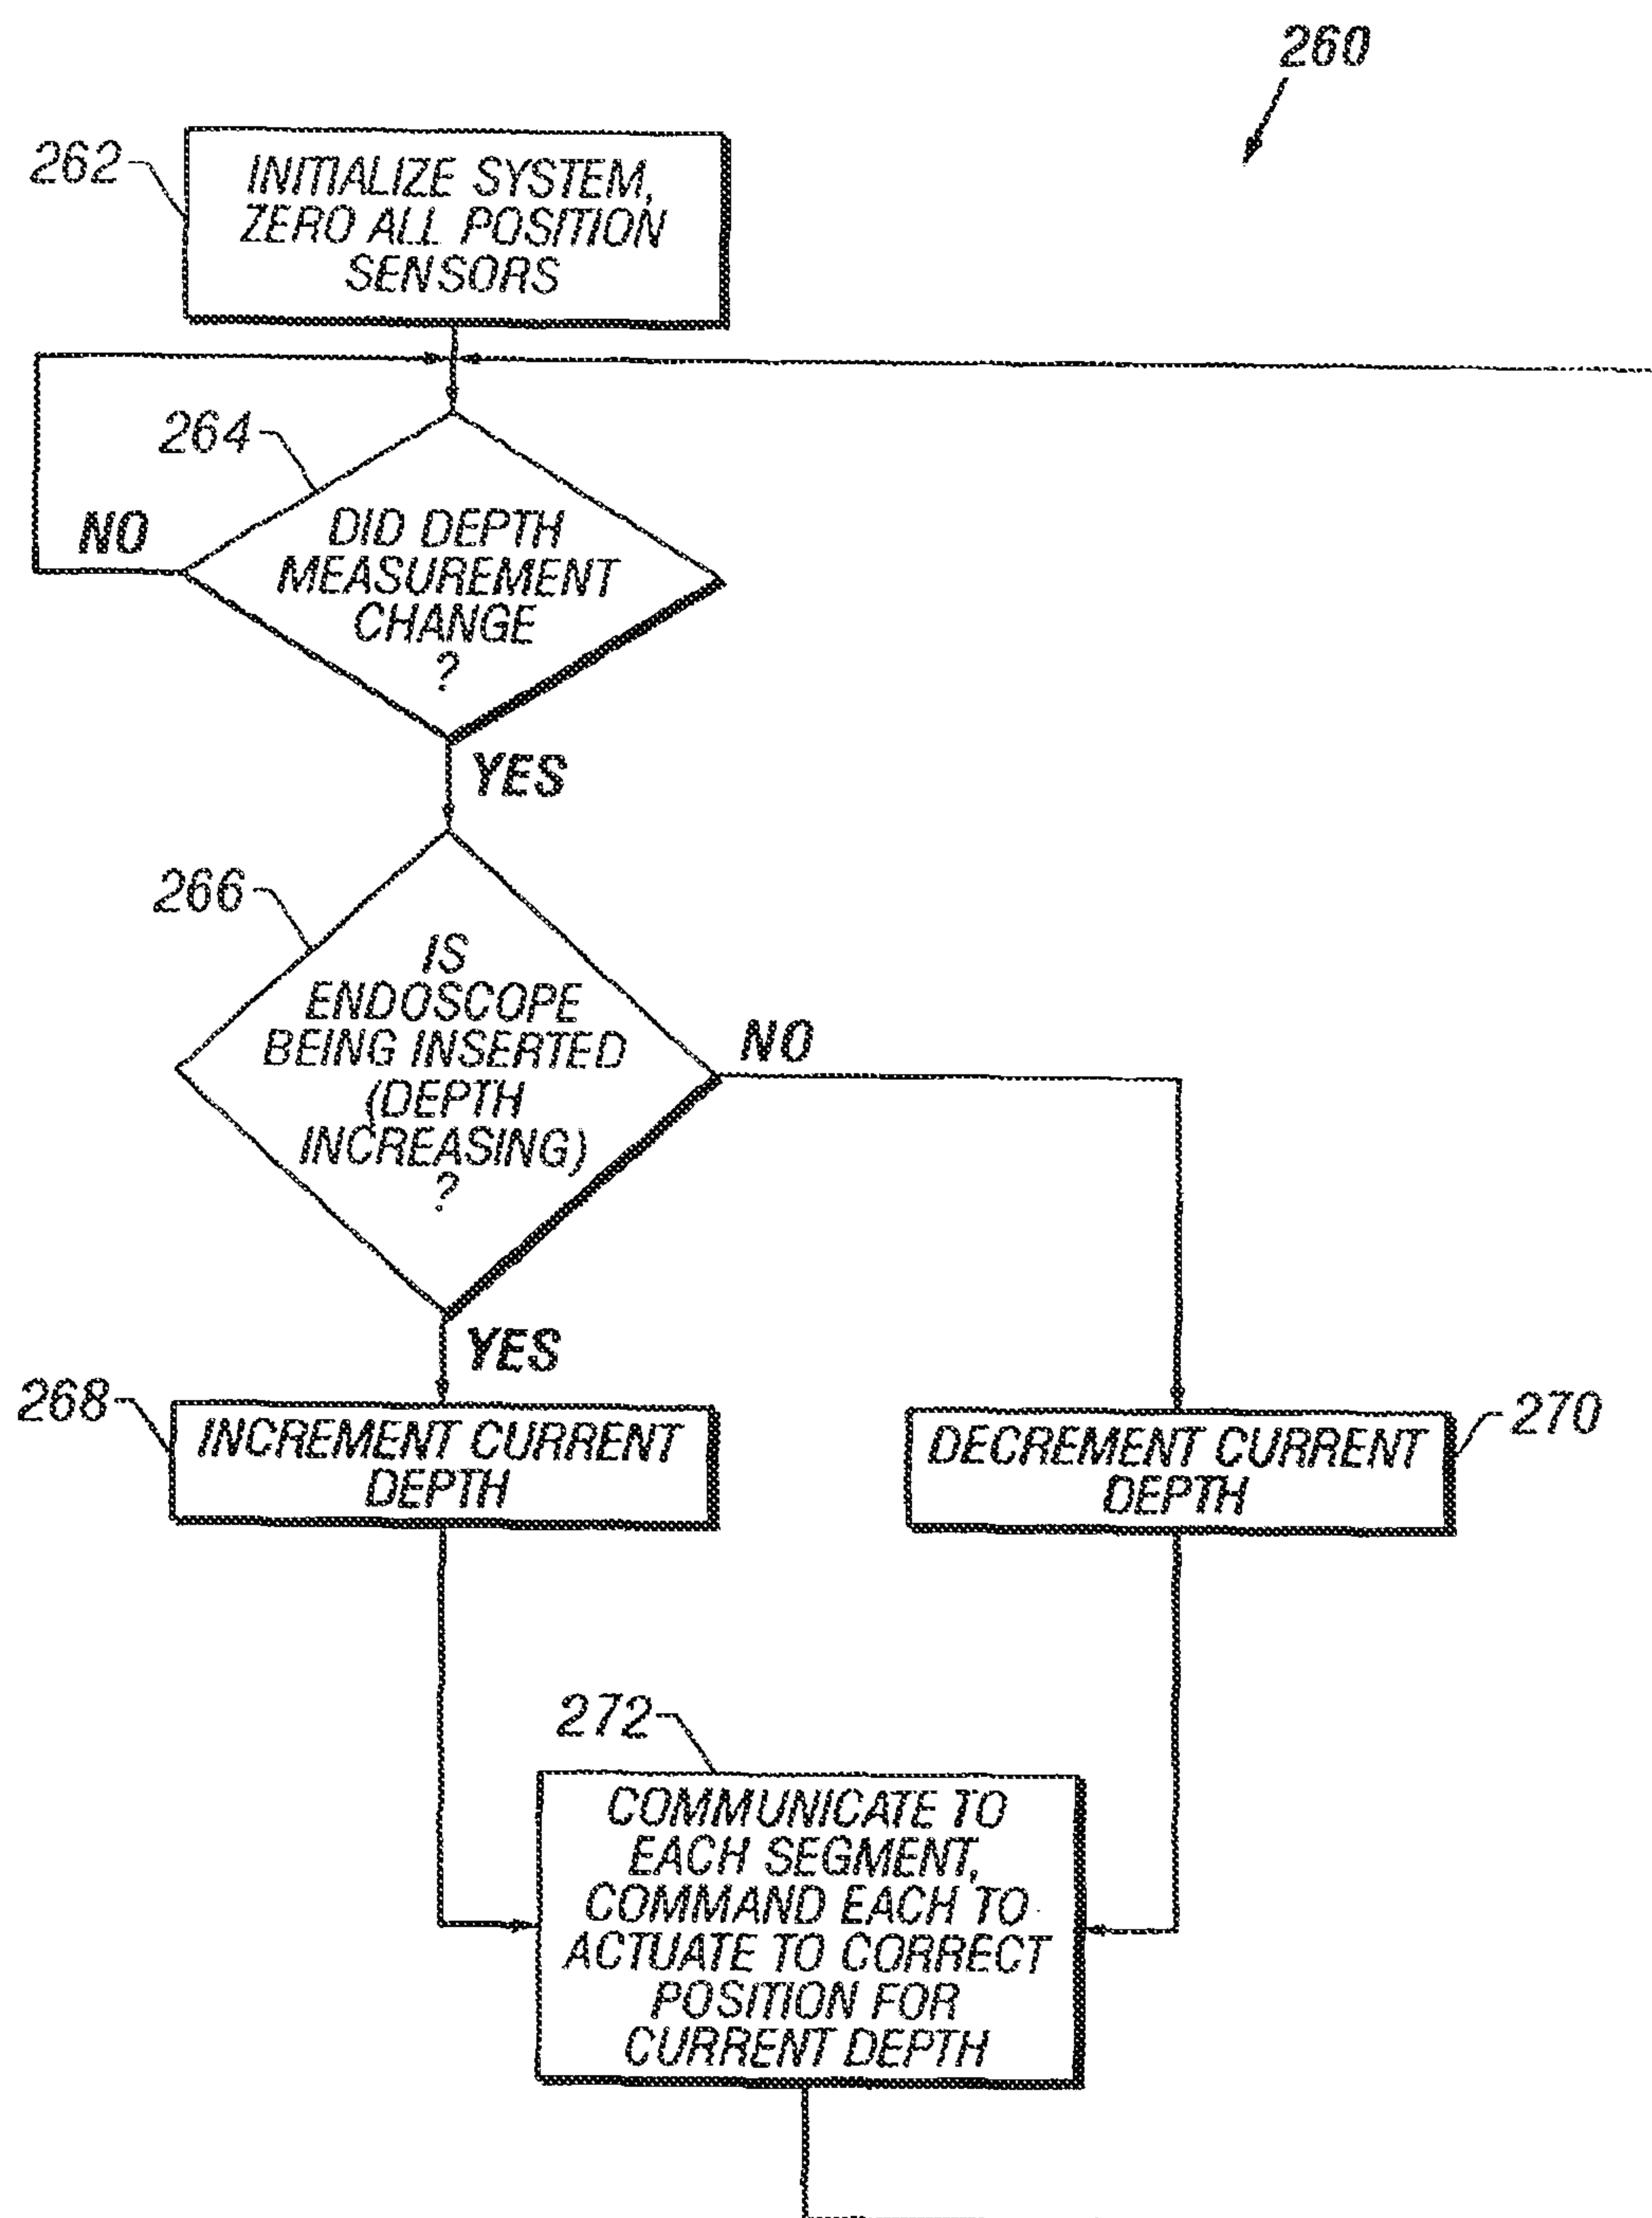 260
262
INITIALIZE SYSTEM,
ZERO ALL POSITION
SENSORS
264
NO
DID DEPTH
MEASUREMENT
CHANGE
?
YES
266
IS
ENDOSCOPE
BEING INSERTED
(DEPTH
INCREASING)
?
NO
YES
268
INCREMENT CURRENT
DEPTH
DECREMENT CURRENT
DEPTH
270
272
COMMUNICATE TO
EACH SEGMENT,
COMMAND EACH TO
ACTUATE TO CORRECT
POSITION FOR
CURRENT DEPTH